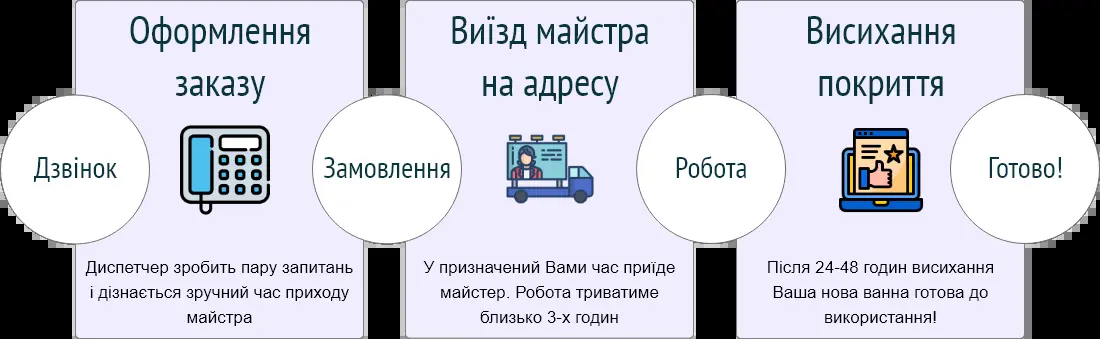 Дзвінок
Оформлення
заказу
Диспетчер зробить пару запитань
і дізнається зручний час приходу
майстра
Замовлення
Виїзд майстра
на адресу
У призначений Вами час приїде
майстер. Робота триватиме
близько 3-х годин
Робота
Висихання
покриття
Після 24-48 годин висихання
Ваша нова ванна готова до
використання!
Готово!